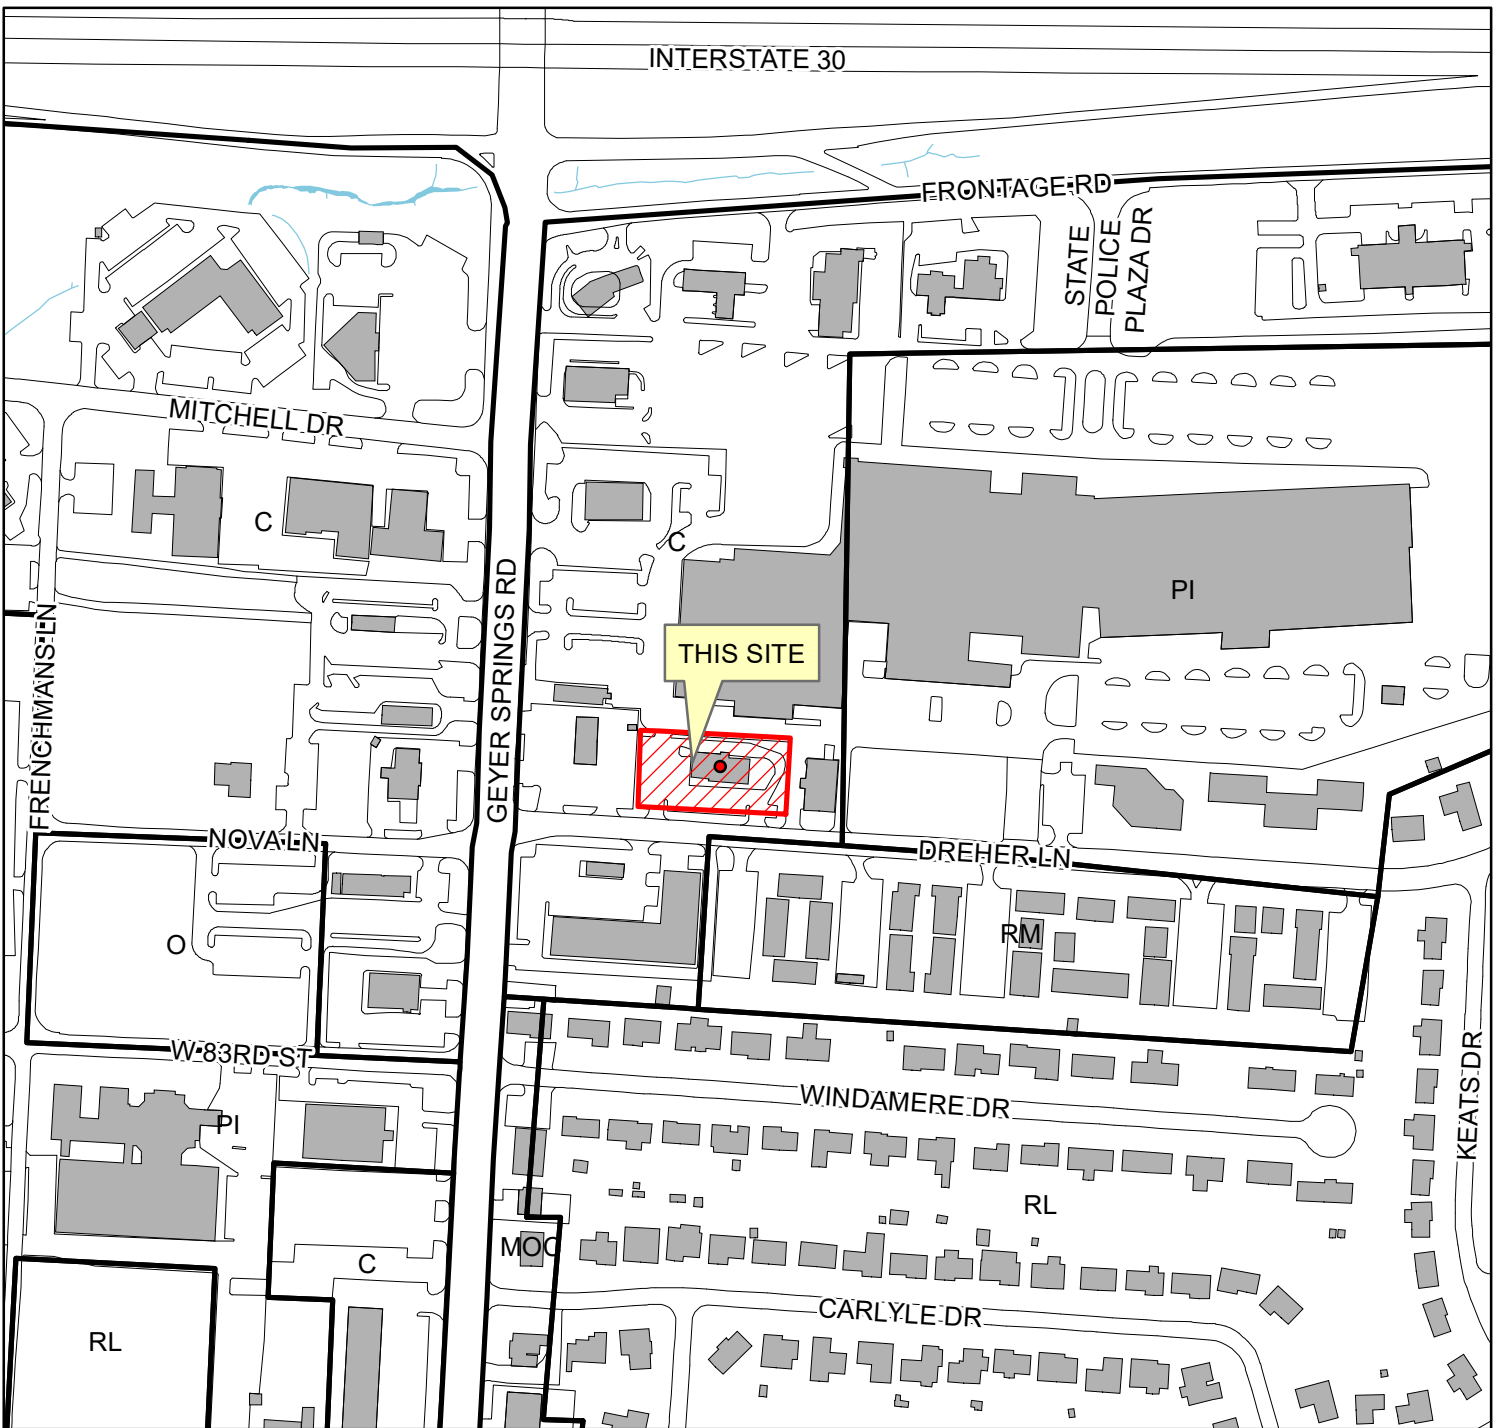 INTERSTATE 30
FRONTAGE RD
STATE
POLICE
PLAZA DR
MITCHELL DR
C
C
PI
GEYER SPRINGS RD
FRENCHMANS LN
THIS SITE
NOVA LN
DREHER LN
O
RM
W 83RD ST
WINDAMERE DR
KEATS DR
PI
RL
MOC
C
CARLYLE DR
RL